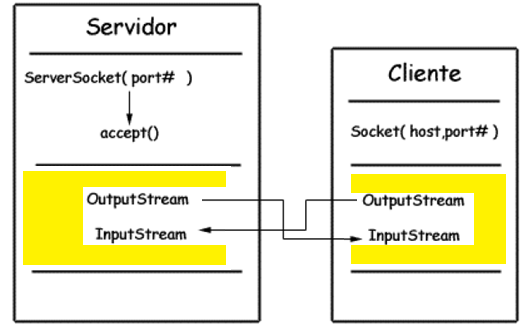 Servidor
ServerSocket( port# )
accept()
OutputStream
InputStream
Cliente
Socket( host,port# )
OutputStream
InputStream